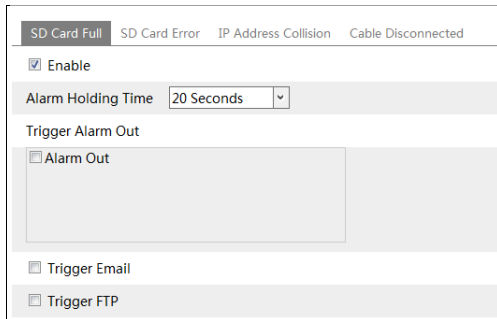 SD Card Full SD Card Error IP Address Collision Cable Disconnected
Enable
Alarm Holding Time 20 Seconds
Trigger Alarm Out
Alarm Out
Trigger Email
Trigger FTP